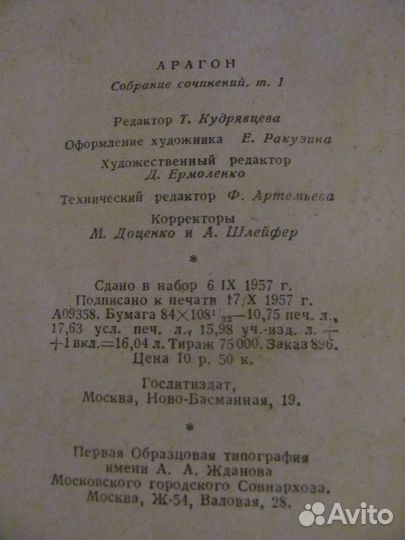 АРАГОН
Собрание сочинений, т. 1
Редактор Т. Кудрявцева
Оформление художника Е. Ракузина
Художественный редактор
Д. Ермоленко
Технический редактор Ф. Артемьева
Корректоры
М. Доценко и А. Шлейфер
*
Сдано в набор 6 IX 1957 г.
Подписано к печати 17/X 1957 г.
А09358. Бумага 84×108¹/₃₂—10,75 печ. л.,
17,63 усл. печ. л., 15,98 уч.-изд. л. +
+1 вкл.=16,04 л. Тираж 75 000. Заказ 896.
Цена 10 р. 50 к.
Гослитиздат,
Москва, Ново-Басманная, 19.
*
Первая Образцовая типография
имени А. А. Жданова
Московского городского Совнархоза.
Москва, Ж-54, Валовая, 28.
Avito